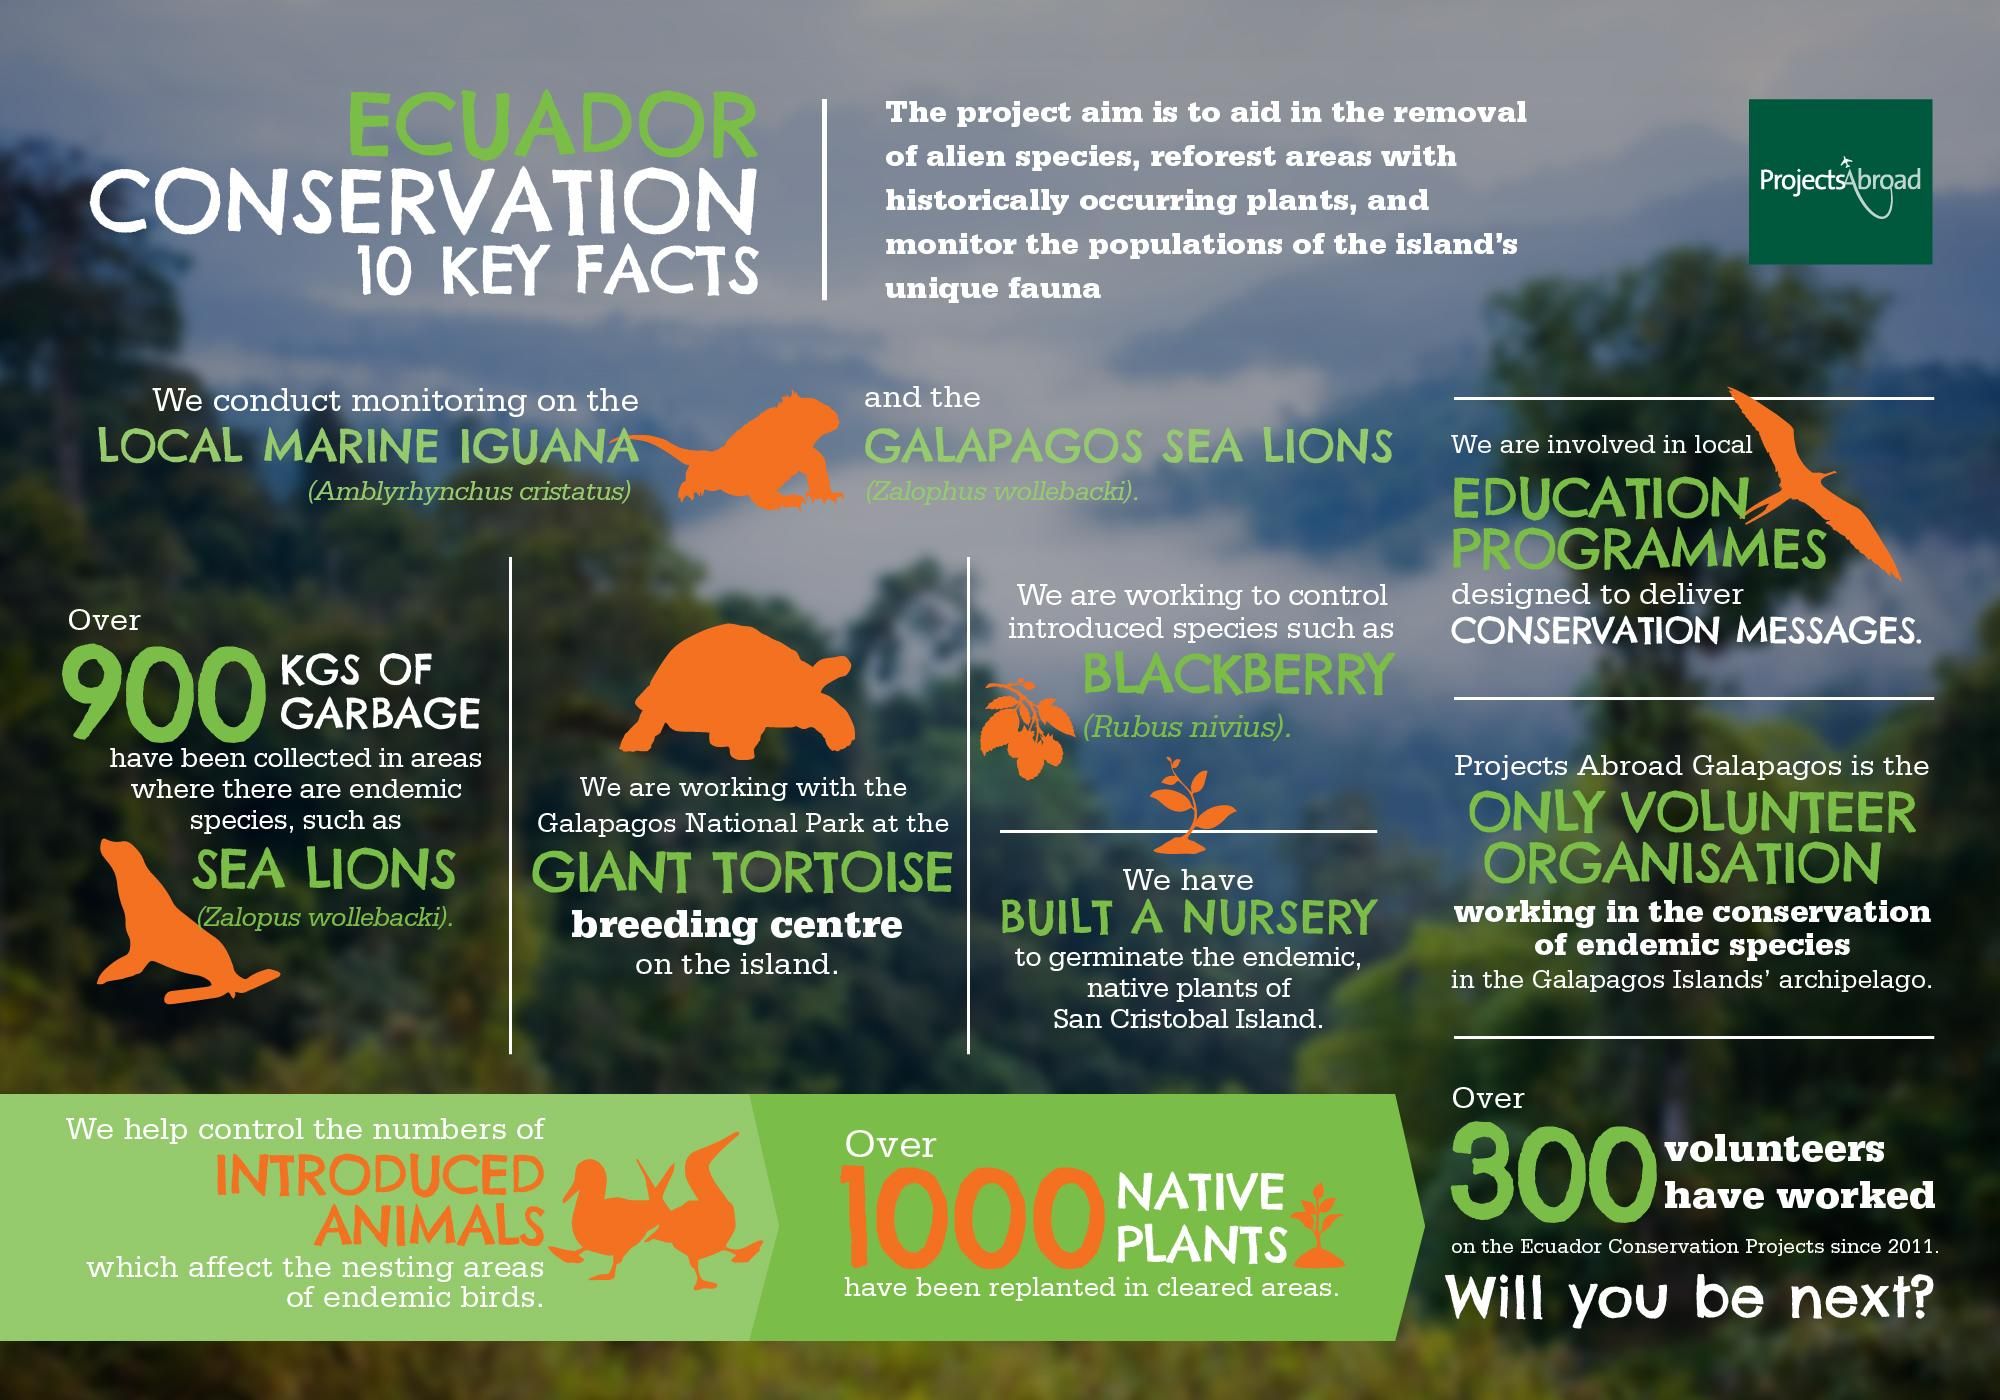 ECUADOR
CONSERVATION
10 KEY FACTS
The project aim is to aid in the removal
of alien species, reforest areas with
historically occurring plants, and
monitor the populations of the island's
unique fauna
ProjectsAbroad
We conduct monitoring on the
LOCAL MARINE IGUANA
(Amblyrhynchus cristatus)
and the
GALAPAGOS SEA LIONS
(Zalophus wollebacki).
Over
900 KGS OF
GARBAGE
have been collected in areas
where there are endemic
species, such as
SEA LIONS
(Zalopus wollebacki).
We are working with the
Galapagos National Park at the
GIANT TORTOISE
breeding centre
on the island.
We are working to control
introduced species such as
BLACKBERRY
(Rubus nivius).
We have
BUILT A NURSERY
to germinate the endemic,
native plants of
San Cristobal Island.
We are involved in local
EDUCATION
PROGRAMMES
designed to deliver
CONSERVATION MESSAGES.
Projects Abroad Galapagos is the
ONLY VOLUNTEER
ORGANISATION
working in the conservation
of endemic species
in the Galapagos Islands' archipelago.
We help control the numbers of
INTRODUCED
ANIMALS
which affect the nesting areas
of endemic birds.
Over
1000 NATIVE
PLANTS
have been replanted in cleared areas.
Over
300 volunteers
have worked
on the Ecuador Conservation Projects since 2011.
Will you be next?